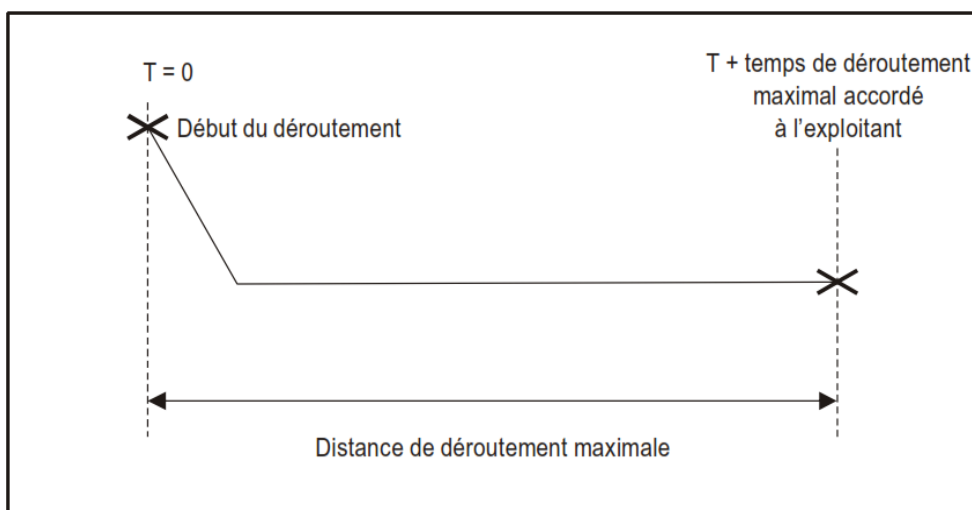 T = 0
Début du déroutement
T + temps de déroutement
maximal accordé
à l’exploitant
Distance de déroutement maximale